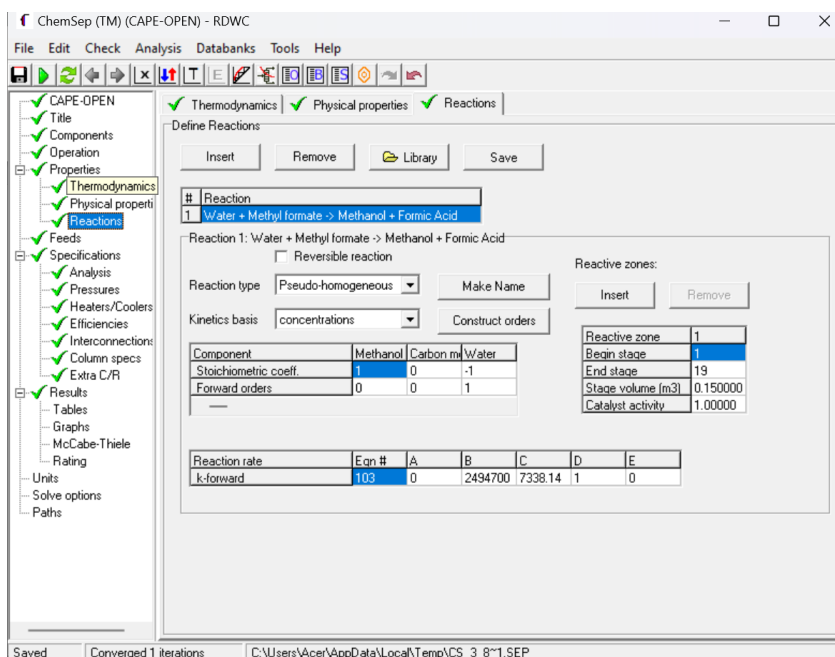 ChemSep (TM) (CAPE-OPEN) - RDWC
File Edit Check Analysis Databanks Tools Help
CAPE-OPEN
Title
Components
Operation
Properties
Thermodynamics
Physical properti
Reactions
Feeds
Specifications
Analysis
Pressures
Heaters/Coolers
Efficiencies
Interconnections
Column specs
Extra C/R
Results
Tables
Graphs
McCabe-Thiele
Rating
Units
Solve options
Paths
Thermodynamics Physical properties Reactions
Define Reactions
Insert Remove Library Save
# Reaction
1 Water + Methyl formate -> Methanol + Formic Acid
Reaction 1: Water + Methyl formate -> Methanol + Formic Acid
Reversible reaction
Reaction type Pseudo-homogeneous Make Name
Kinetics basis concentrations Construct orders
Component Methanol Carbon m Water
Stoichiometric coeff. 1 0 -1
Forward orders 0 0 1
Reactive zones:
Insert Remove
Reactive zone 1
Begin stage 1
End stage 19
Stage volume (m3) 0.150000
Catalyst activity 1.00000
Reaction rate Eqn # A B C D E
k-forward 103 0 2494700 7338.14 1 0
Saved Converged 1 iterations C:\Users\Acer\AppData\Local\Temp\CS_3_8~1.SEP